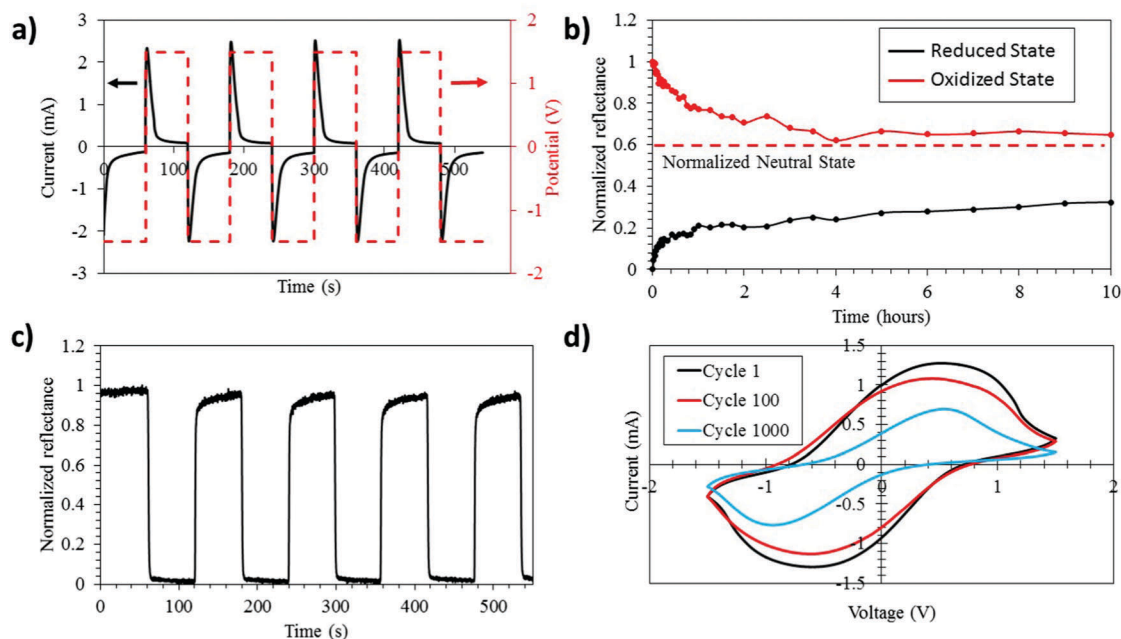 a)
3
2
1
0
-1
-2
-3
Current (mA)
0
100
200
300
400
500
Time (s)
2
1
0
-1
-2
Potential (V)
b)
1.2
1
0.8
0.6
0.4
0.2
0
Normalized reflectance
Reduced State
Oxidized State
Normalized Neutral State
0
2
4
6
8
10
Time (hours)
c)
1.2
1
0.8
0.6
0.4
0.2
0
Normalized reflectance
0
100
200
300
400
500
Time (s)
d)
Cycle 1
Cycle 100
Cycle 1000
1.5
1
0.5
0
-0.5
-1
-1.5
Current (mA)
-2
-1
0
1
2
Voltage (V)